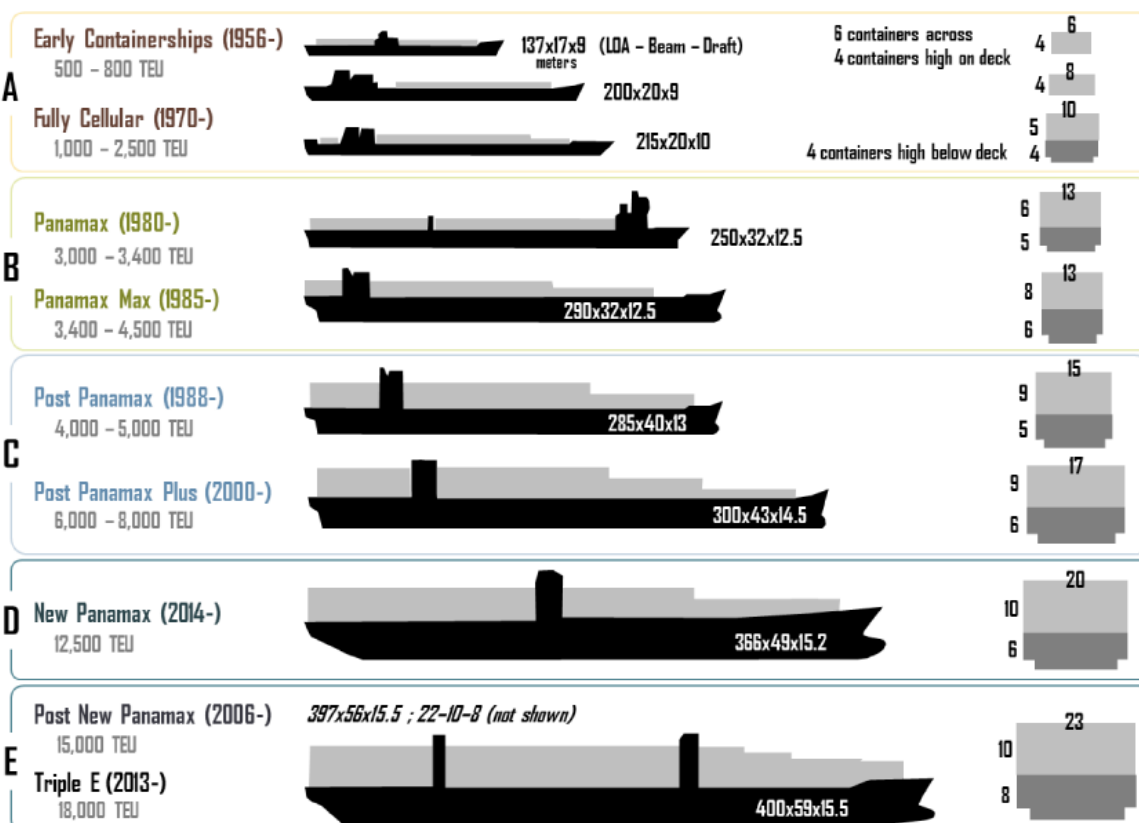 A
Early Containerships (1956-)
500 – 800 TEU
137x17x9 (LOA – Beam – Draft)
meters
6 containers across
4 containers high on deck
6
4
200x20x9
8
4
Fully Cellular (1970-)
1,000 – 2,500 TEU
215x20x10
4 containers high below deck
10
5
4
B
Panamax (1980-)
3,000 – 3,400 TEU
250x32x12.5
13
6
5
Panamax Max (1985-)
3,400 – 4,500 TEU
290x32x12.5
13
8
6
C
Post Panamax (1988-)
4,000 – 5,000 TEU
285x40x13
15
9
5
Post Panamax Plus (2000-)
6,000 – 8,000 TEU
300x43x14.5
17
9
6
D
New Panamax (2014-)
12,500 TEU
366x49x15.2
20
10
6
E
Post New Panamax (2006-)
15,000 TEU
397x56x15.5 ; 22-10-8 (not shown)
Triple E (2013-)
18,000 TEU
400x59x15.5
23
10
8